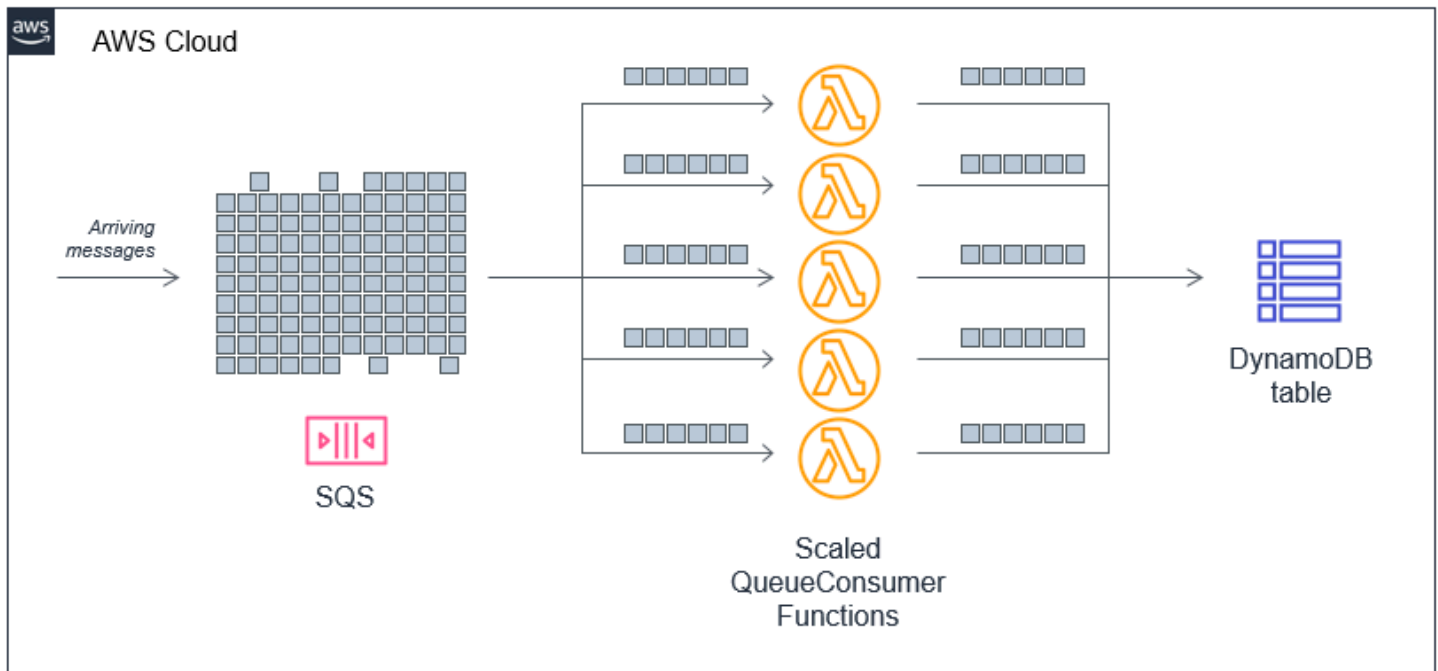 aws
AWS Cloud
Arriving
messages
SQS
Scaled
QueueConsumer
Functions
DynamoDB
table